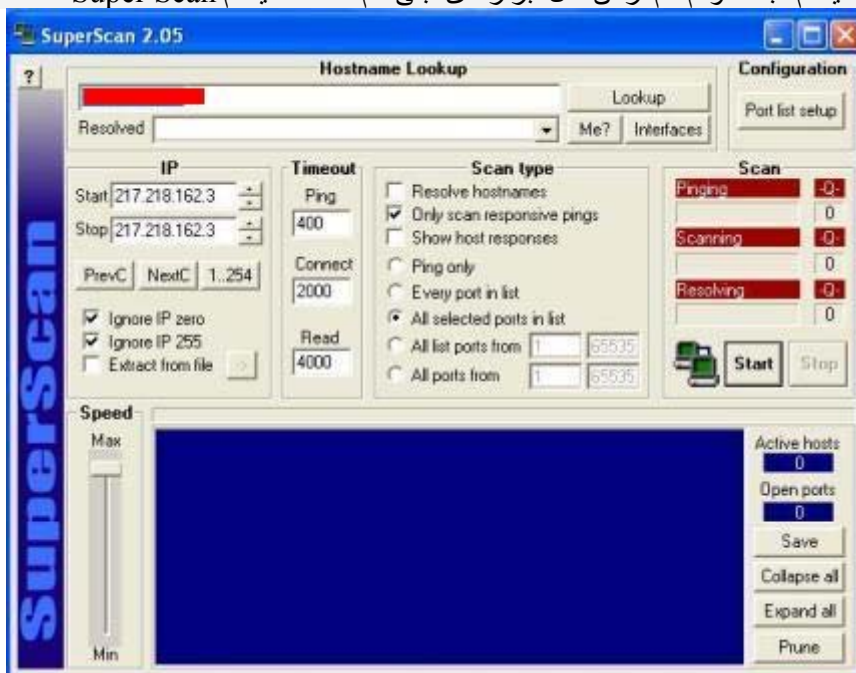 Super Scan
SuperScan 2.05
?
Hostname Lookup
Lookup
Resolved
Me?
Interfaces
Configuration
Port list setup
IP
Start 217.218.162.3
Stop 217.218.162.3
PrevC
NextC
1..254
Ignore IP zero
Ignore IP 255
Extract from file
->
Timeout
Ping
400
Connect
2000
Read
4000
Scan type
Resolve hostnames
Only scan responsive pings
Show host responses
Ping only
Every port in list
All selected ports in list
All list ports from 1 65535
All ports from 1 65535
Scan
Pinging -Q-
0
Scanning -Q-
0
Resolving -Q-
0
Start
Stop
SuperScan
Speed
Max
Min
Active hosts
0
Open ports
0
Save
Collapse all
Expand all
Prune